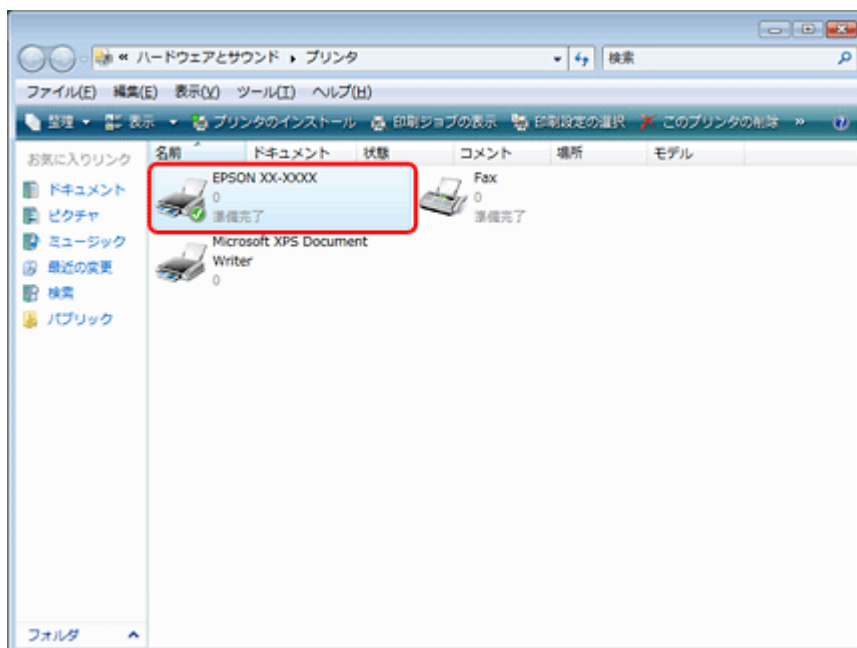 « ハードウェアとサウンド ▸ プリンタ 検索
ファイル(F) 編集(E) 表示(V) ツール(T) ヘルプ(H)
整理 表示 プリンタのインストール 印刷ジョブの表示 印刷設定の選択 このプリンタの削除 »
お気に入りリンク
ドキュメント
ピクチャ
ミュージック
最近の変更
検索
パブリック
名前 ドキュメント 状態 コメント 場所 モデル
EPSON XX-XXXX
0
準備完了
Fax
0
準備完了
Microsoft XPS Document
Writer
0
フォルダ